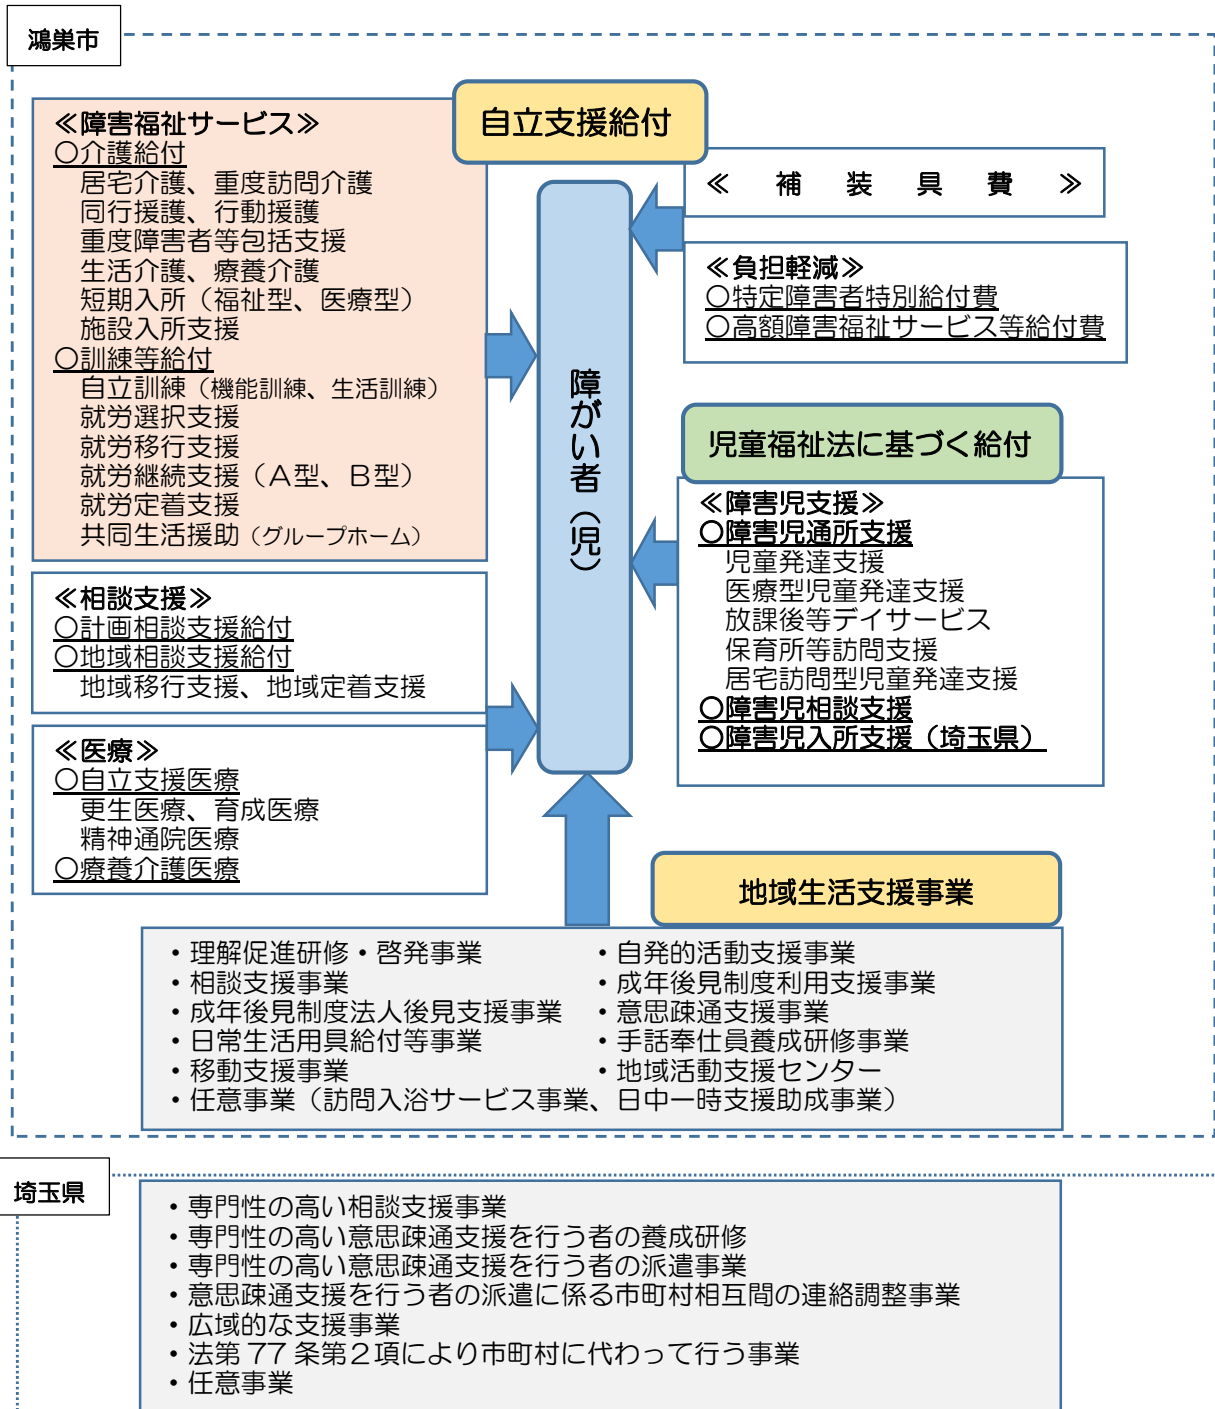 鴻巣市
自立支援給付
≪障害福祉サービス≫
○介護給付
居宅介護、重度訪問介護
同行援護、行動援護
重度障害者等包括支援
生活介護、療養介護
短期入所（福祉型、医療型）
施設入所支援
○訓練等給付
自立訓練（機能訓練、生活訓練）
就労選択支援
就労移行支援
就労継続支援（Ａ型、Ｂ型）
就労定着支援
共同生活援助（グループホーム）
≪相談支援≫
○計画相談支援給付
○地域相談支援給付
地域移行支援、地域定着支援
≪医療≫
○自立支援医療
更生医療、育成医療
精神通院医療
○療養介護医療
障がい者（児）
≪補装具費≫
≪負担軽減≫
○特定障害者特別給付費
○高額障害福祉サービス等給付費
児童福祉法に基づく給付
≪障害児支援≫
○障害児通所支援
児童発達支援
医療型児童発達支援
放課後等デイサービス
保育所等訪問支援
居宅訪問型児童発達支援
○障害児相談支援
○障害児入所支援（埼玉県）
地域生活支援事業
・理解促進研修・啓発事業
・相談支援事業
・成年後見制度法人後見支援事業
・日常生活用具給付等事業
・移動支援事業
・任意事業（訪問入浴サービス事業、日中一時支援助成事業）
・自発的活動支援事業
・成年後見制度利用支援事業
・意思疎通支援事業
・手話奉仕員養成研修事業
・地域活動支援センター
埼玉県
・専門性の高い相談支援事業
・専門性の高い意思疎通支援を行う者の養成研修
・専門性の高い意思疎通支援を行う者の派遣事業
・意思疎通支援を行う者の派遣に係る市町村相互間の連絡調整事業
・広域的な支援事業
・法第 77 条第２項により市町村に代わって行う事業
・任意事業